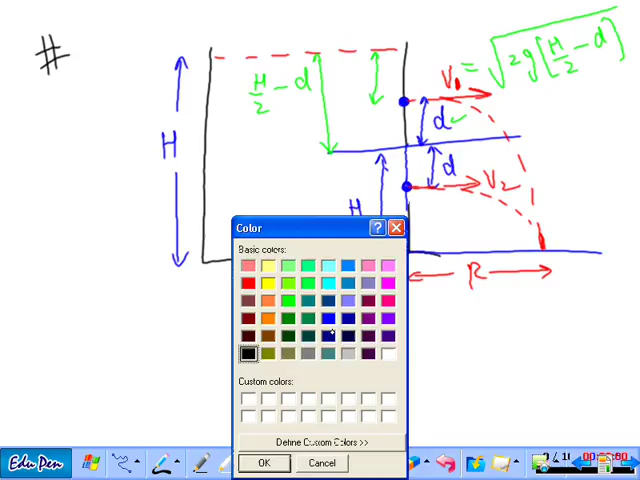 #
V₁ = √2g[H/2 - d]
H/2 - d
d ✓
H
d
V₂
H
R
Color
Basic colors:
Custom colors:
Define Custom Colors >>
OK
Cancel
Edu Pen